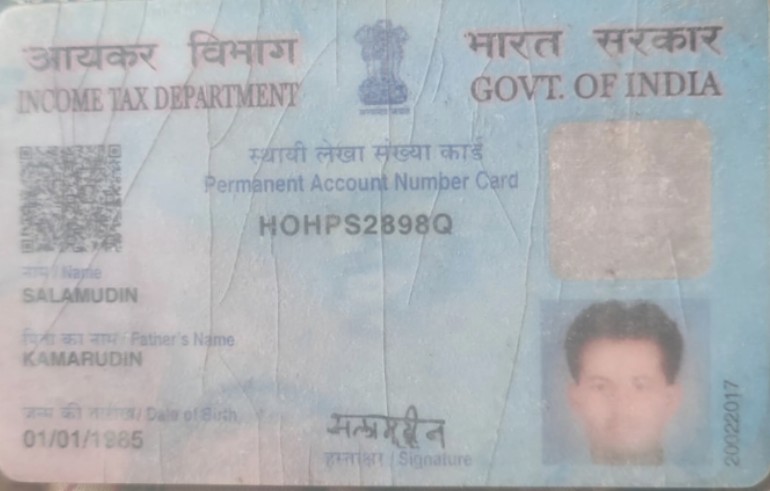 आयकर विभाग
INCOME TAX DEPARTMENT
भारत सरकार
GOVT. OF INDIA
स्थायी लेखा संख्या कार्ड
Permanent Account Number Card
HOHPS2898Q
नाम / Name
SALAMUDIN
पिता का नाम / Father's Name
KAMARUDIN
जन्म की तारीख / Date of Birth
01/01/1985
सलामुद्दीन
हस्ताक्षर / Signature
20022017